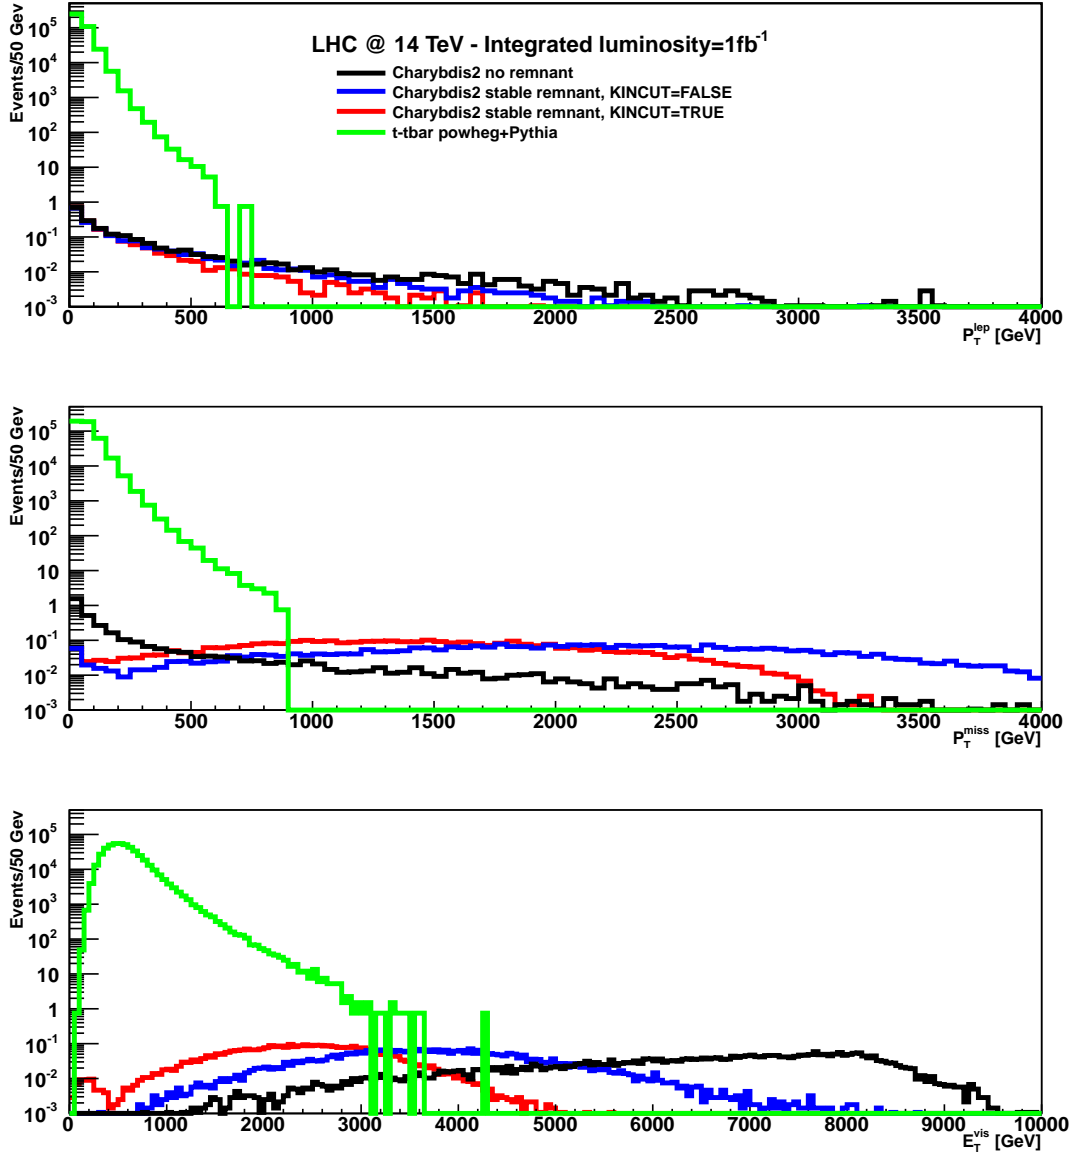 Events/50 Gev
10^5
10^4
10^3
10^2
10
1
10^-1
10^-2
10^-3
LHC @ 14 TeV - Integrated luminosity=1fb^-1
Charybdis2 no remnant
Charybdis2 stable remnant, KINCUT=FALSE
Charybdis2 stable remnant, KINCUT=TRUE
t-tbar powheg+Pythia
0 500 1000 1500 2000 2500 3000 3500 4000
P_T^lep [GeV]
Events/50 Gev
10^5
10^4
10^3
10^2
10
1
10^-1
10^-2
10^-3
0 500 1000 1500 2000 2500 3000 3500 4000
P_T^miss [GeV]
Events/50 Gev
10^5
10^4
10^3
10^2
10
1
10^-1
10^-2
10^-3
0 1000 2000 3000 4000 5000 6000 7000 8000 9000 10000
E_T^vis [GeV]